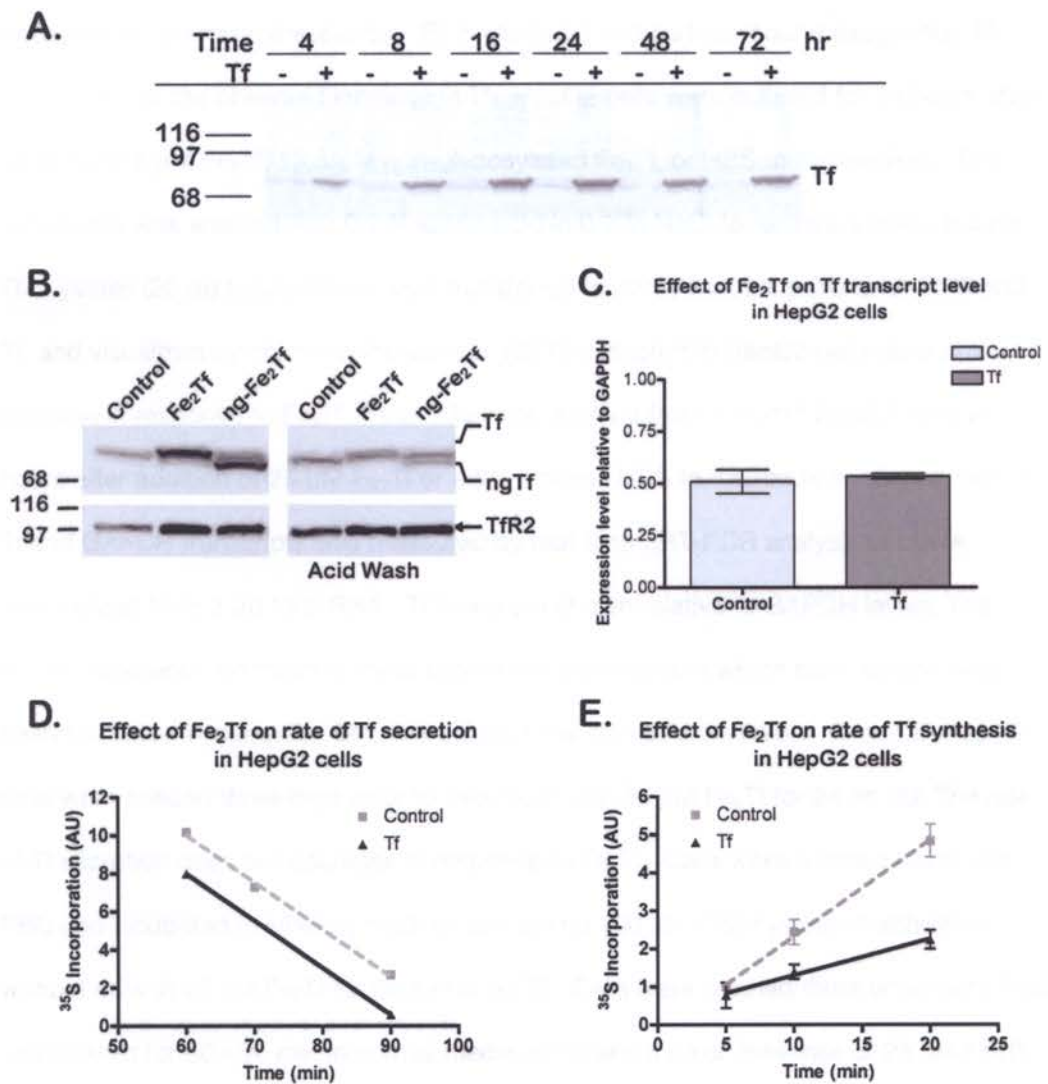 A.
Time 4 8 16 24 48 72 hr
Tf - + - + - + - + - + - +
116
97
68
Tf
B.
Control Fe₂Tf ng-Fe₂Tf Control Fe₂Tf ng-Fe₂Tf
Tf
ngTf
68
116
97
TfR2
Acid Wash
C.
Effect of Fe₂Tf on Tf transcript level
in HepG2 cells
Control
Tf
Expression level relative to GAPDH
1.00
0.75
0.50
0.25
0.00
Control Tf
D.
Effect of Fe₂Tf on rate of Tf secretion
in HepG2 cells
Control
Tf
³⁵S Incorporation (AU)
12
10
8
6
4
2
0
50 60 70 80 90 100
Time (min)
E.
Effect of Fe₂Tf on rate of Tf synthesis
in HepG2 cells
Control
Tf
³⁵S Incorporation (AU)
6
5
4
3
2
1
0
0 5 10 15 20 25
Time (min)